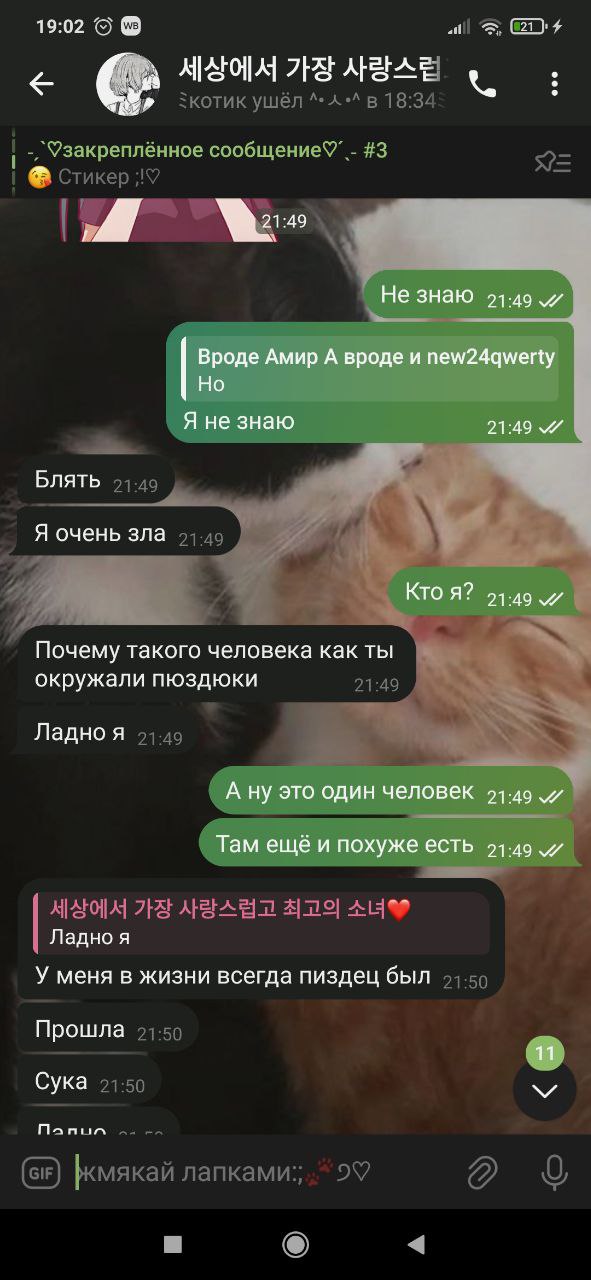 19:02 WB 21
세상에서 가장 사랑스럽
котик ушёл ^•ㅅ•^ в 18:34
-ˏˋ♡закреплённое сообщение♡ˊˎ- #3
😘 Стикер ;!♡
21:49
Не знаю 21:49
Вроде Амир А вроде и new24qwerty
Но
Я не знаю 21:49
Блять 21:49
Я очень зла 21:49
Кто я? 21:49
Почему такого человека как ты
окружали пюздюки 21:49
Ладно я 21:49
А ну это один человек 21:49
Там ещё и похуже есть 21:49
세상에서 가장 사랑스럽고 최고의 소녀❤️
Ладно я
У меня в жизни всегда пиздец был 21:50
Прошла 21:50
11
Сука 21:50
Ладно 21:50
GIF жмякай лапками:;🐾੭♡